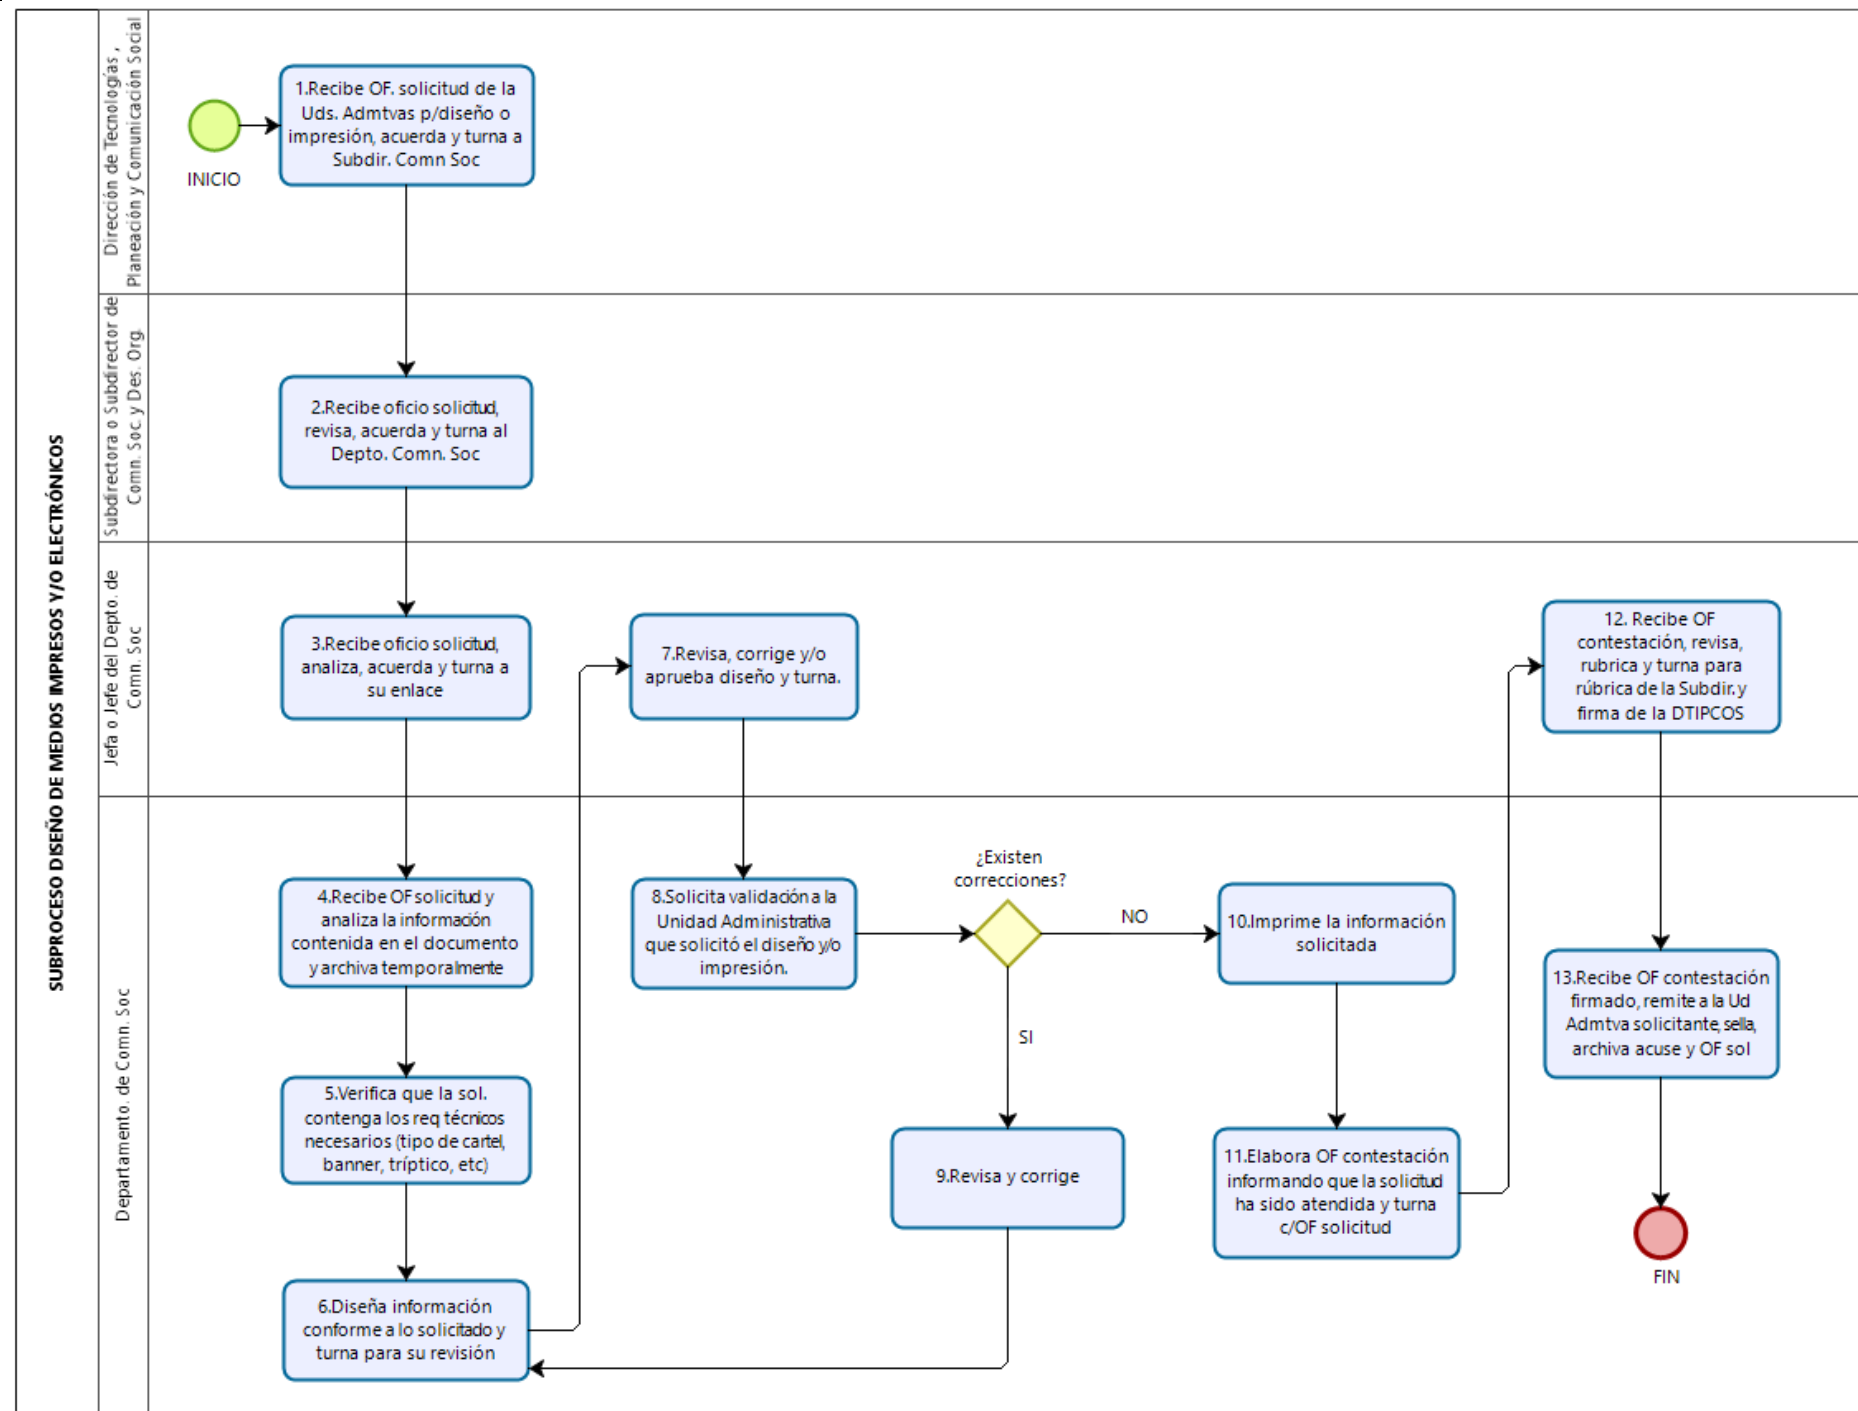 SUBPROCESO DISEÑO DE MEDIOS IMPRESOS Y/O ELECTRÓNICOS
Dirección de Tecnologías ,
Planeación y Comunicación Social
INICIO
1.Recibe OF. solicitud de la
Uds. Admtvas p/diseño o
impresión, acuerda y turna a
Subdir. Comn Soc
Subdirectora o Subdirector de
Comn. Soc. y Des. Org.
2.Recibe oficio solicitud,
revisa, acuerda y turna al
Depto. Comn. Soc
Jefa o Jefe del Depto. de
Comn. Soc
3.Recibe oficio solicitud,
analiza, acuerda y turna a
su enlace
7.Revisa, corrige y/o
aprueba diseño y turna.
12. Recibe OF
contestación, revisa,
rubrica y turna para
rúbrica de la Subdir. y
firma de la DTIPCOS
Departamento. de Comn. Soc
4.Recibe OF solicitud y
analiza la información
contenida en el documento
y archiva temporalmente
5.Verifica que la sol.
contenga los req técnicos
necesarios (tipo de cartel,
banner, tríptico, etc)
6.Diseña información
conforme a lo solicitado y
turna para su revisión
8.Solicita validación a la
Unidad Administrativa
que solicitó el diseño y/o
impresión.
¿Existen
correcciones?
NO
SI
9.Revisa y corrige
10.Imprime la información
solicitada
11.Elabora OF contestación
informando que la solicitud
ha sido atendida y turna
c/OF solicitud
13.Recibe OF contestación
firmado, remite a la Ud
Admtva solicitante, sella,
archiva acuse y OF sol
FIN